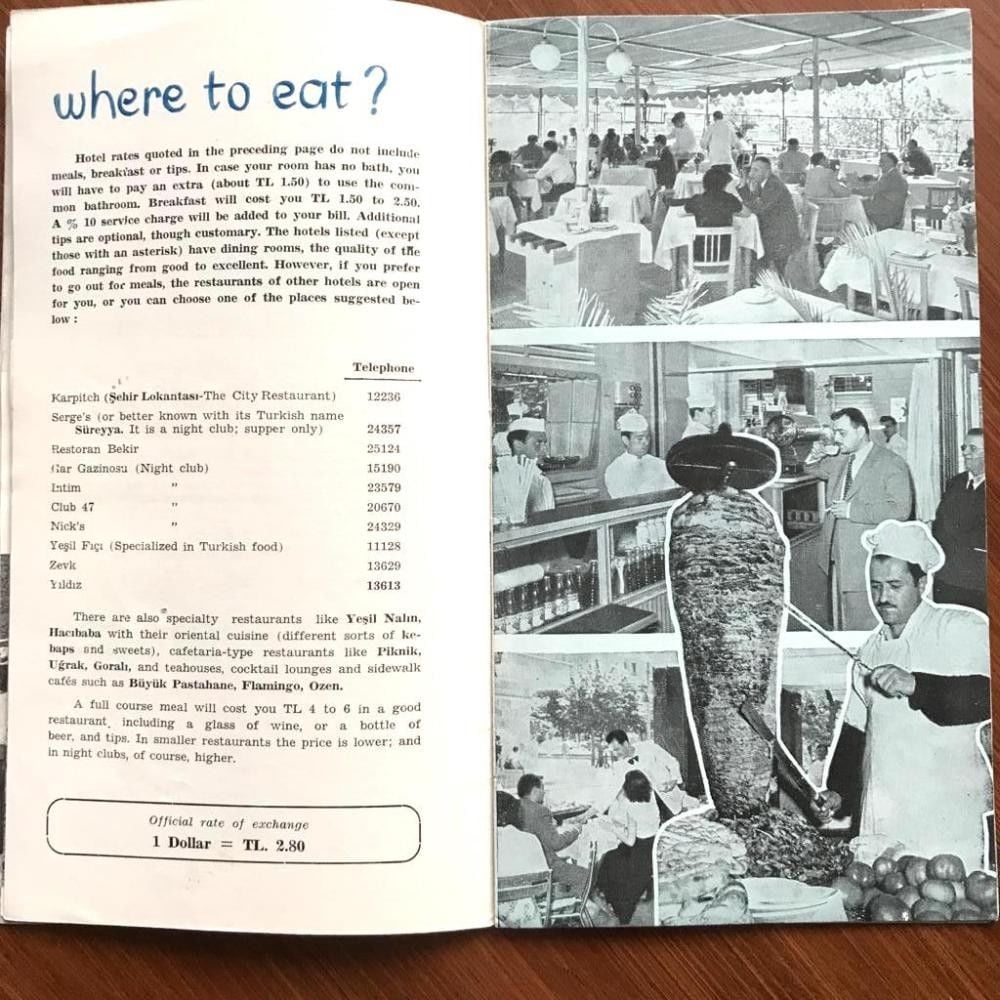 where to eat?
Hotel rates quoted in the preceding page do not include
meals, breakfast or tips. In case your room has no bath, you
will have to pay an extra (about TL 1.50) to use the com-
mon bathroom. Breakfast will cost you TL 1.50 to 2.50.
A % 10 service charge will be added to your bill. Additional
tips are optional, though customary. The hotels listed (except
those with an asterisk) have dining rooms, the quality of the
food ranging from good to excellent. However, if you prefer
to go out for meals, the restaurants of other hotels are open
for you, or you can choose one of the places suggested be-
low :
Telephone
Karpitch (Şehir Lokantası-The City Restaurant) 12236
Serge's (or better known with its Turkish name
Süreyya. It is a night club; supper only) 24357
Restoran Bekir 25124
Gar Gazinosu (Night club) 15190
Intim " 23579
Club 47 " 20670
Nick's " 24329
Yeşil Fıçı (Specialized in Turkish food) 11128
Zevk 13629
Yıldız 13613
There are also specialty restaurants like Yeşil Nalın,
Hacıbaba with their oriental cuisine (different sorts of ke-
baps and sweets), cafetaria-type restaurants like Piknik,
Uğrak, Goralı, and teahouses, cocktail lounges and sidewalk
cafés such as Büyük Pastahane, Flamingo, Ozen.
A full course meal will cost you TL 4 to 6 in a good
restaurant, including a glass of wine, or a bottle of
beer, and tips. In smaller restaurants the price is lower; and
in night clubs, of course, higher.
Official rate of exchange
1 Dollar = TL. 2.80